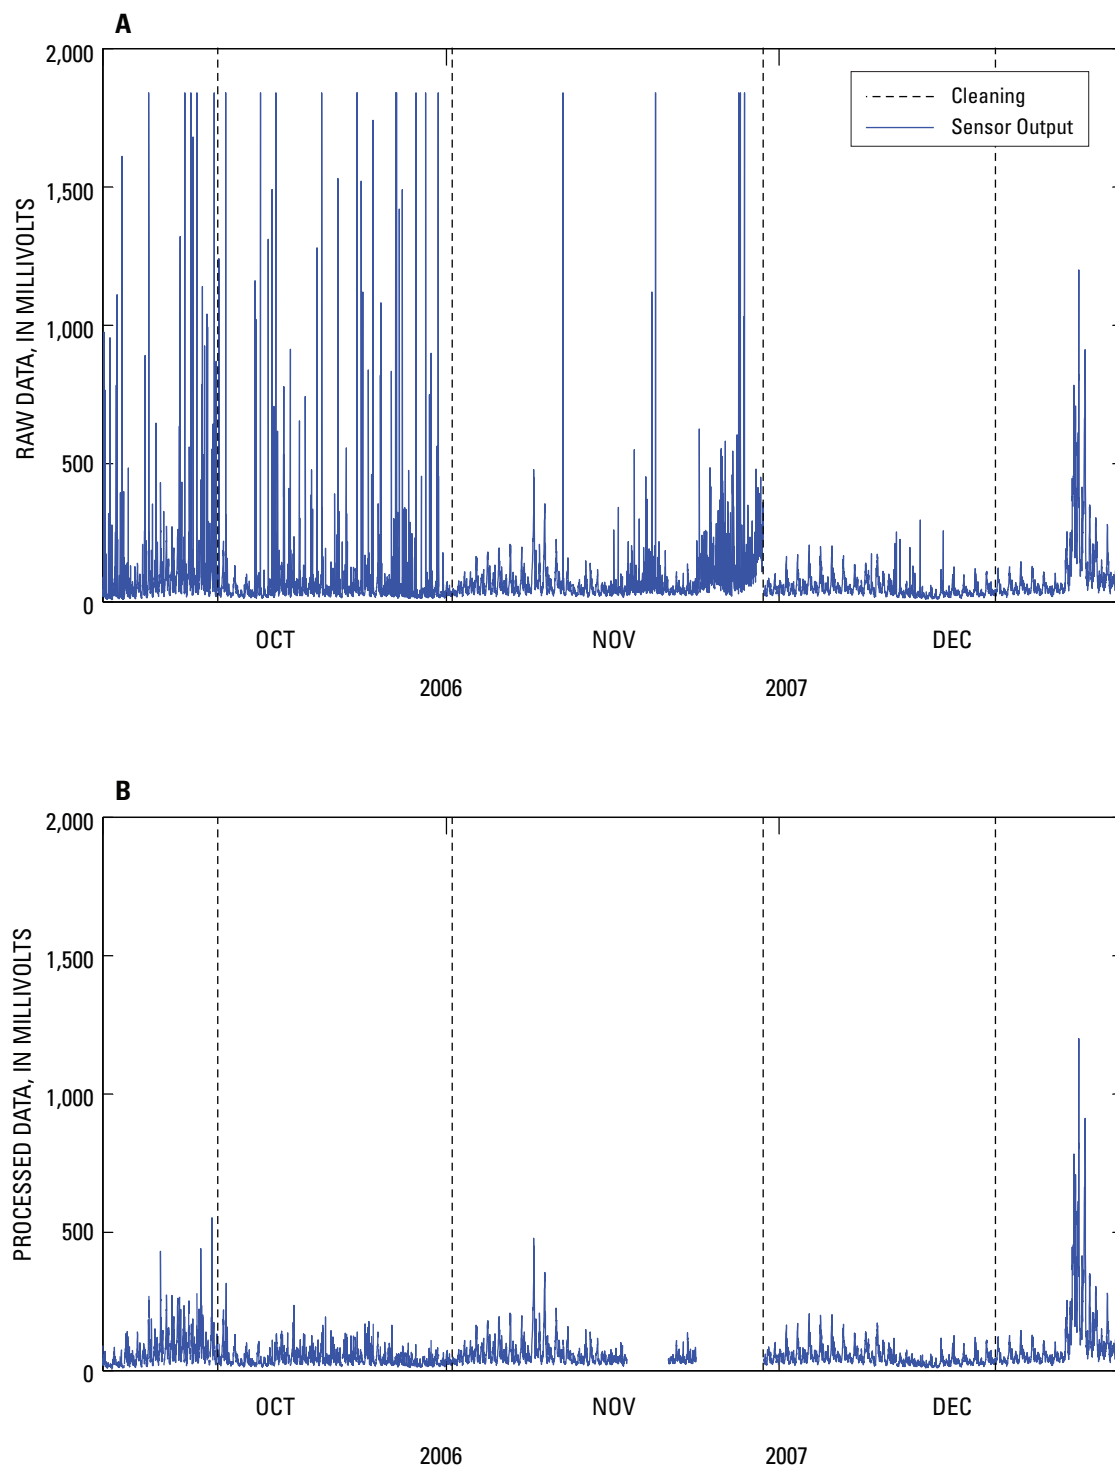 A
2,000
1,500
1,000
500
0
RAW DATA, IN MILLIVOLTS
Cleaning
Sensor Output
OCT
NOV
DEC
2006
2007
B
2,000
1,500
1,000
500
0
PROCESSED DATA, IN MILLIVOLTS
OCT
NOV
DEC
2006
2007